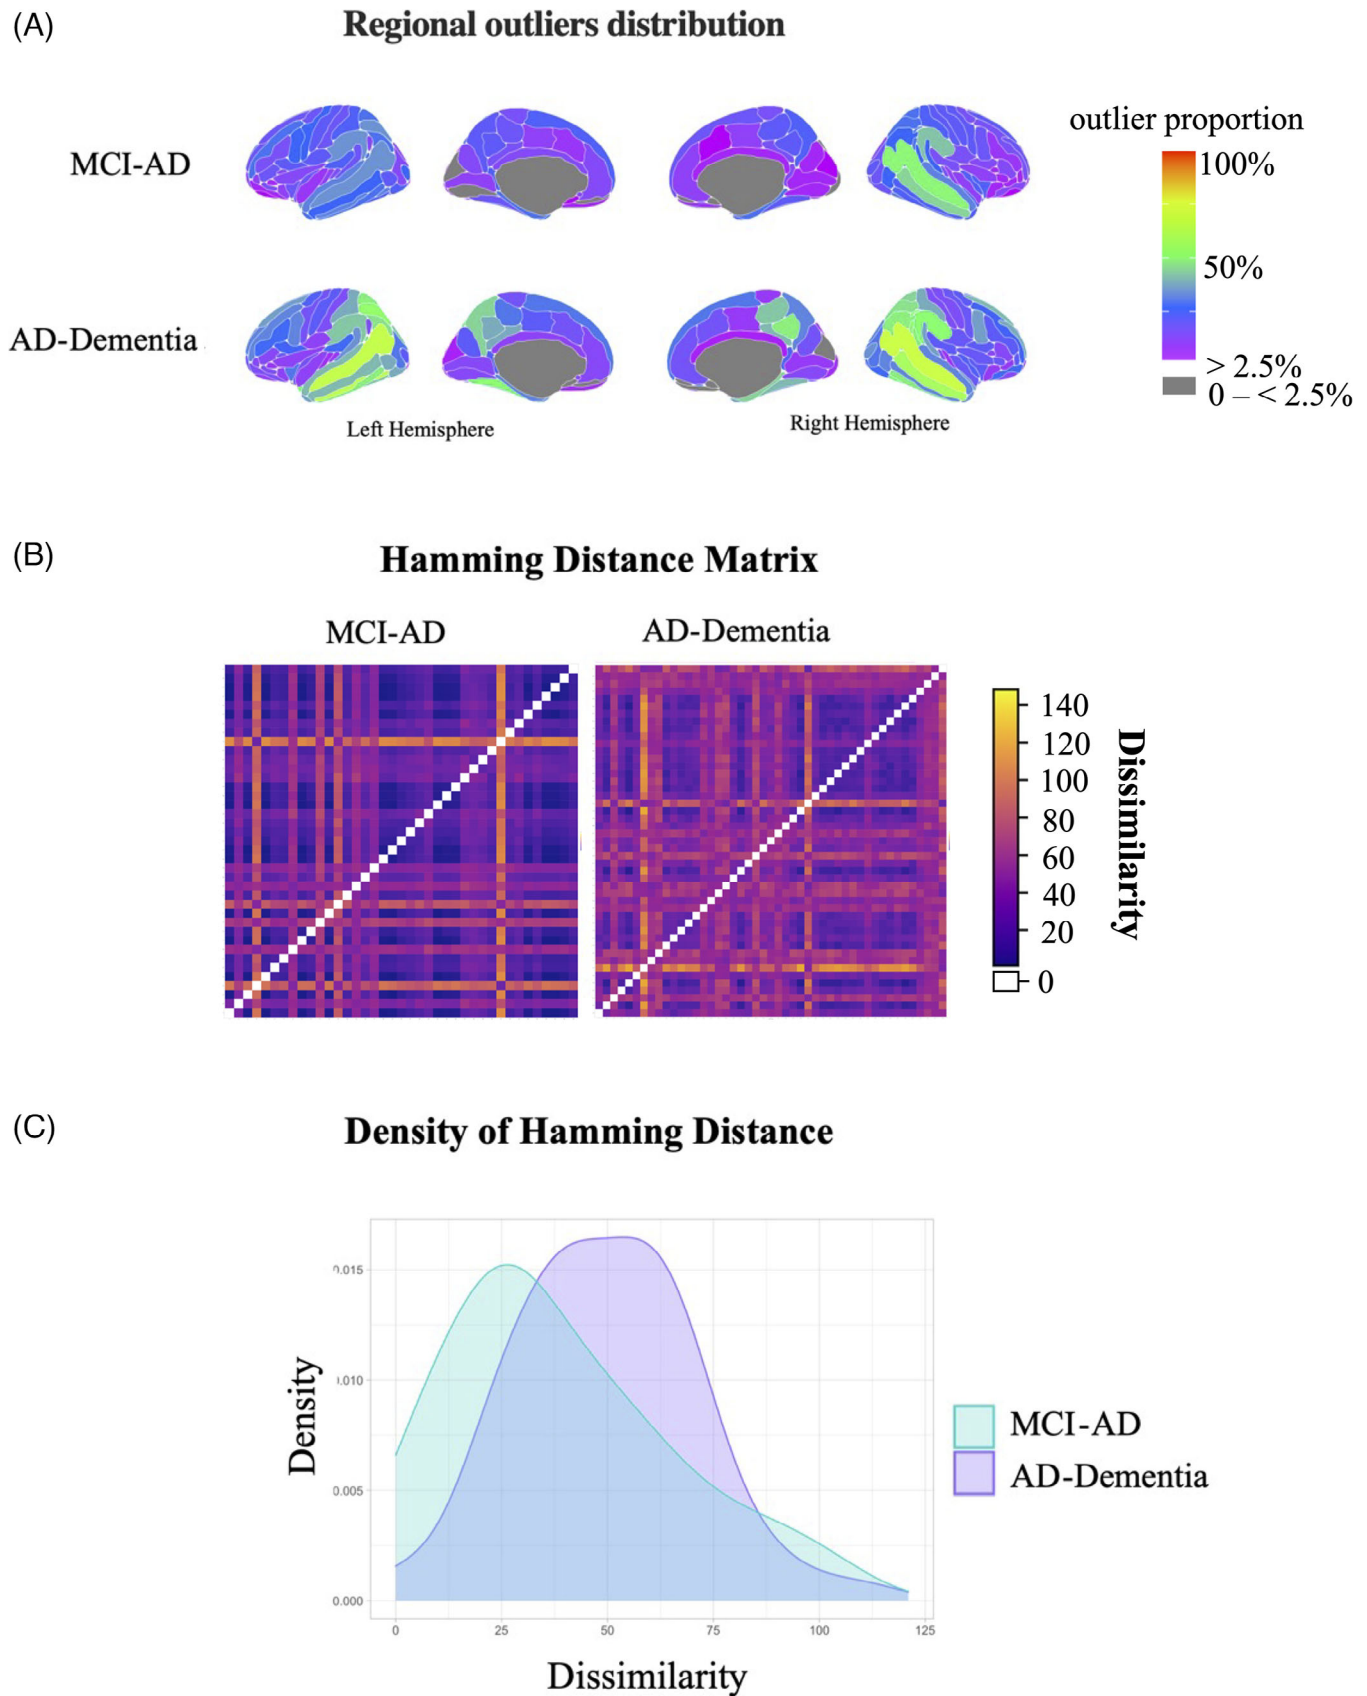 (A)
Regional outliers distribution
MCI-AD
outlier proportion
100%
50%
> 2.5%
0 – < 2.5%
AD-Dementia
Left Hemisphere
Right Hemisphere
(B)
Hamming Distance Matrix
MCI-AD
AD-Dementia
140
120
100
80
60
40
20
0
Dissimilarity
(C)
Density of Hamming Distance
0.015
.010
0.005
0.000
Density
0
25
50
75
100
125
Dissimilarity
MCI-AD
AD-Dementia